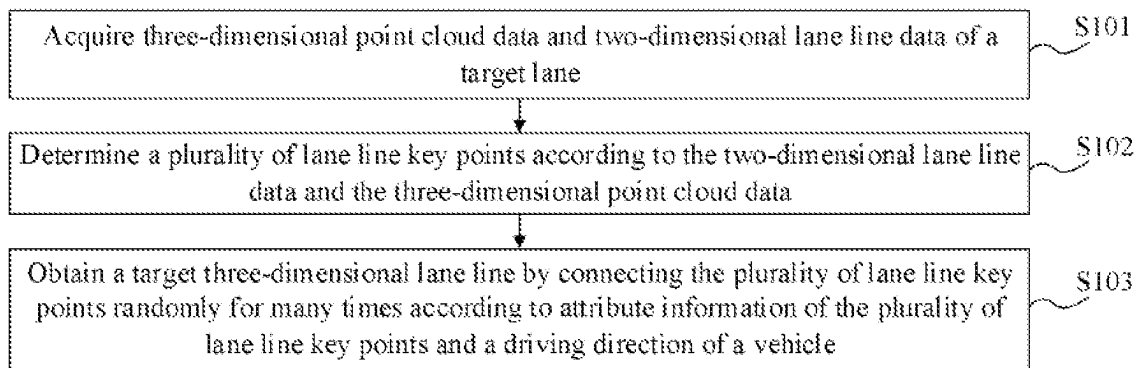 Acquire three-dimensional point cloud data and two-dimensional lane line data of a
target lane
S101
Determine a plurality of lane line key points according to the two-dimensional lane line
data and the three-dimensional point cloud data
S102
Obtain a target three-dimensional lane line by connecting the plurality of lane line key
points randomly for many times according to attribute information of the plurality of
lane line key points and a driving direction of a vehicle
S103